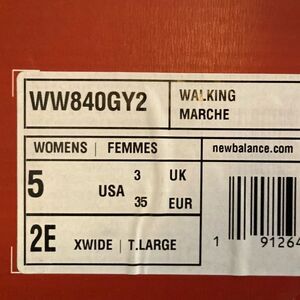 WW840GY2
WALKING
MARCHE
WOMENS | FEMMES
newbalance.com
5 USA 3 UK
35 EUR
2E XWIDE | T.LARGE
1 91264